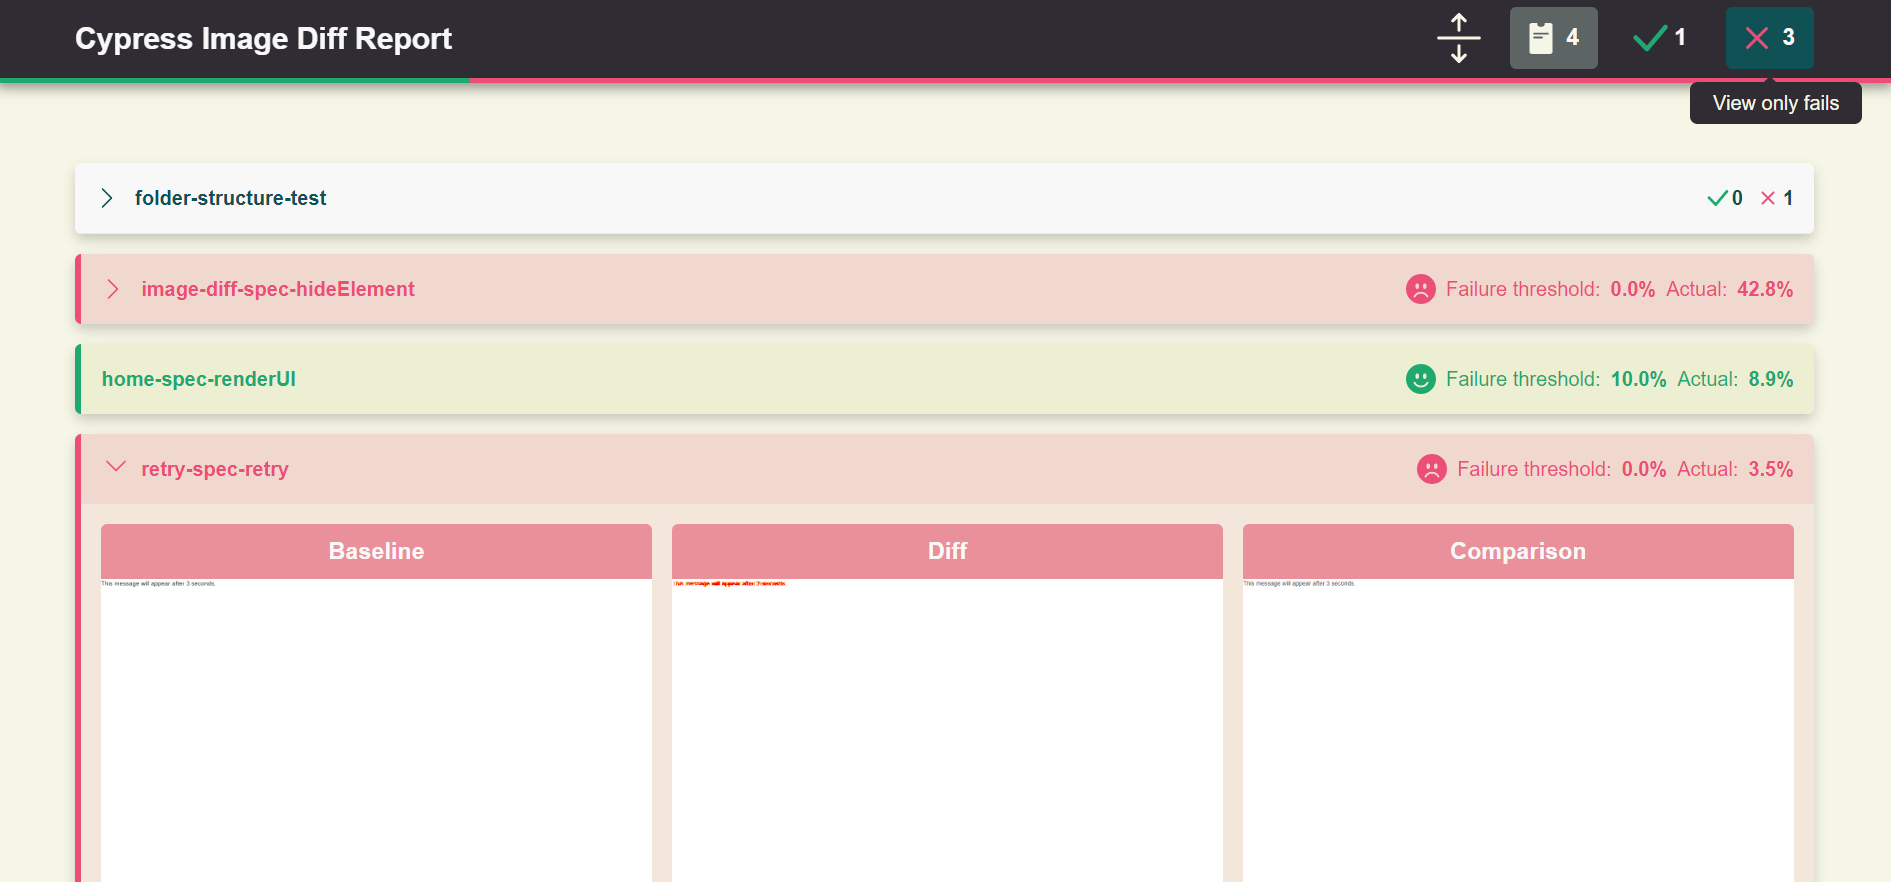 Cypress Image Diff Report
4
1
3
View only fails
folder-structure-test
0
1
image-diff-spec-hideElement
Failure threshold: 0.0% Actual: 42.8%
home-spec-renderUI
Failure threshold: 10.0% Actual: 8.9%
retry-spec-retry
Failure threshold: 0.0% Actual: 3.5%
Baseline
Diff
Comparison
This message will appear after 3 seconds.
This message will appear after 3 seconds.
This message will appear after 3 seconds.